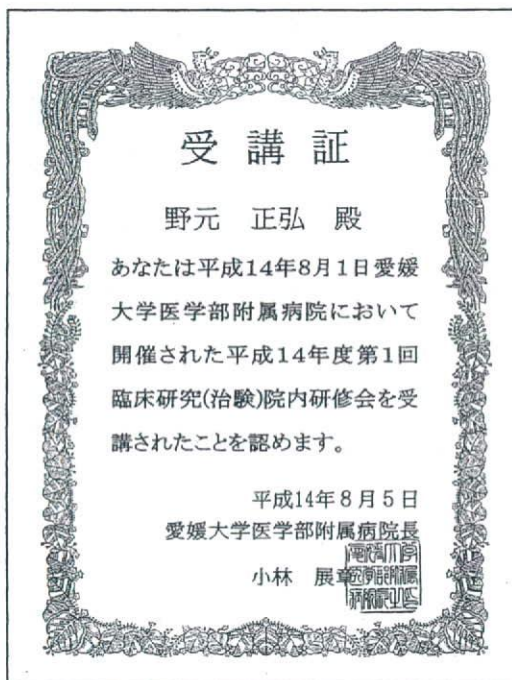 受講証
野元 正弘 殿
あなたは平成14年8月1日愛媛
大学医学部附属病院において
開催された平成14年度第1回
臨床研究(治験)院内研修会を受
講されたことを認めます。
平成14年8月5日
愛媛大学医学部附属病院長
小林 展章